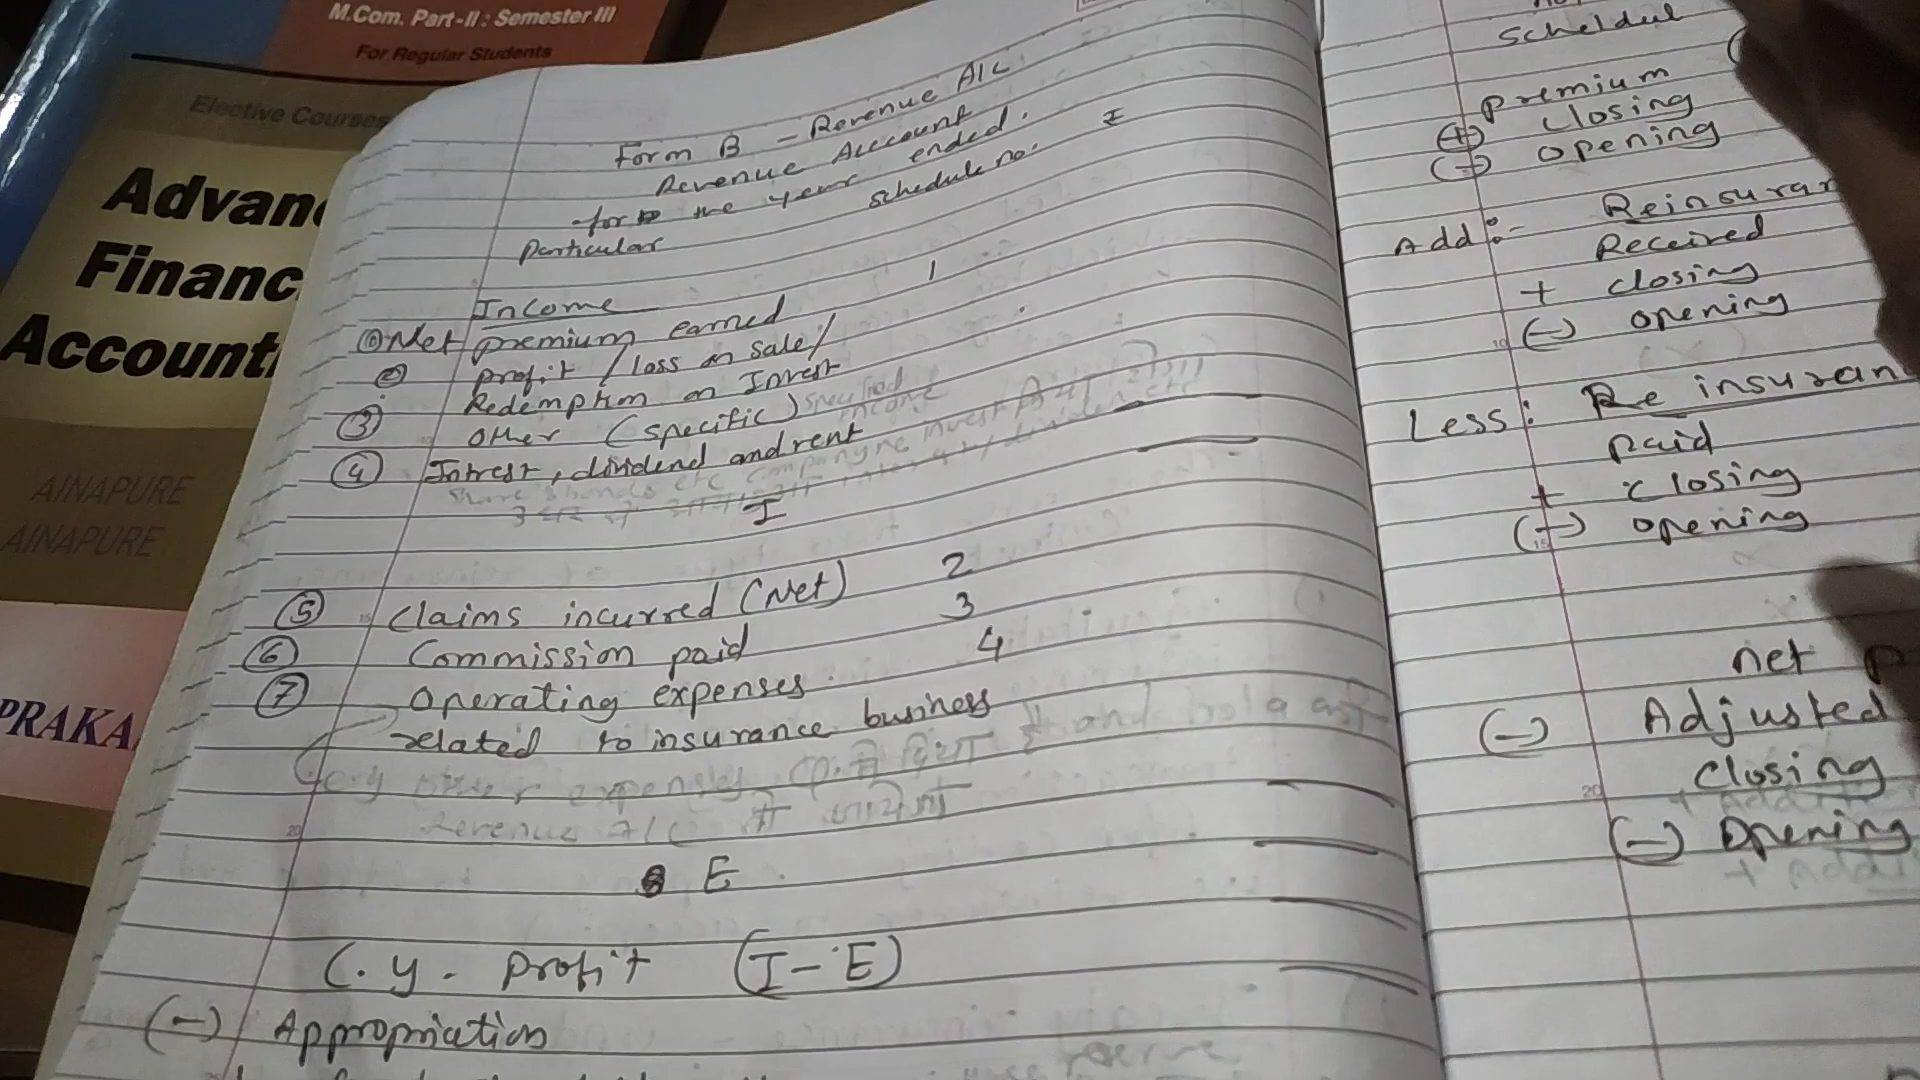 M.Com. Part-II : Semester III
For Regular Students
Elective Courses
Advan
Financ
Account
AINAPURE
AINAPURE
PRAKA
Form B - Revenue A/c
Revenue Account
for the year ended.
Particular schedule no. ₹
Income
① Net premium earned 1
② profit / loss on sale /
Redemption on Invest
③ Other (specific)
④ Intrest, dividend and rent
I
⑤ Claims incurred (Net) 2
⑥ Commission paid 3
⑦ Operating expenses 4
related to insurance business
expenses
Revenue A/c
E
C.y. Profit (I-E)
(-) Appropriation
reserve
Scheldul
premium
(+) closing
(-) opening
Add :- Reinsuran
Received
+ closing
(-) opening
Less : Re insuran
paid
+ closing
(-) opening
net p
(-) Adjusted
closing
(-) Opening